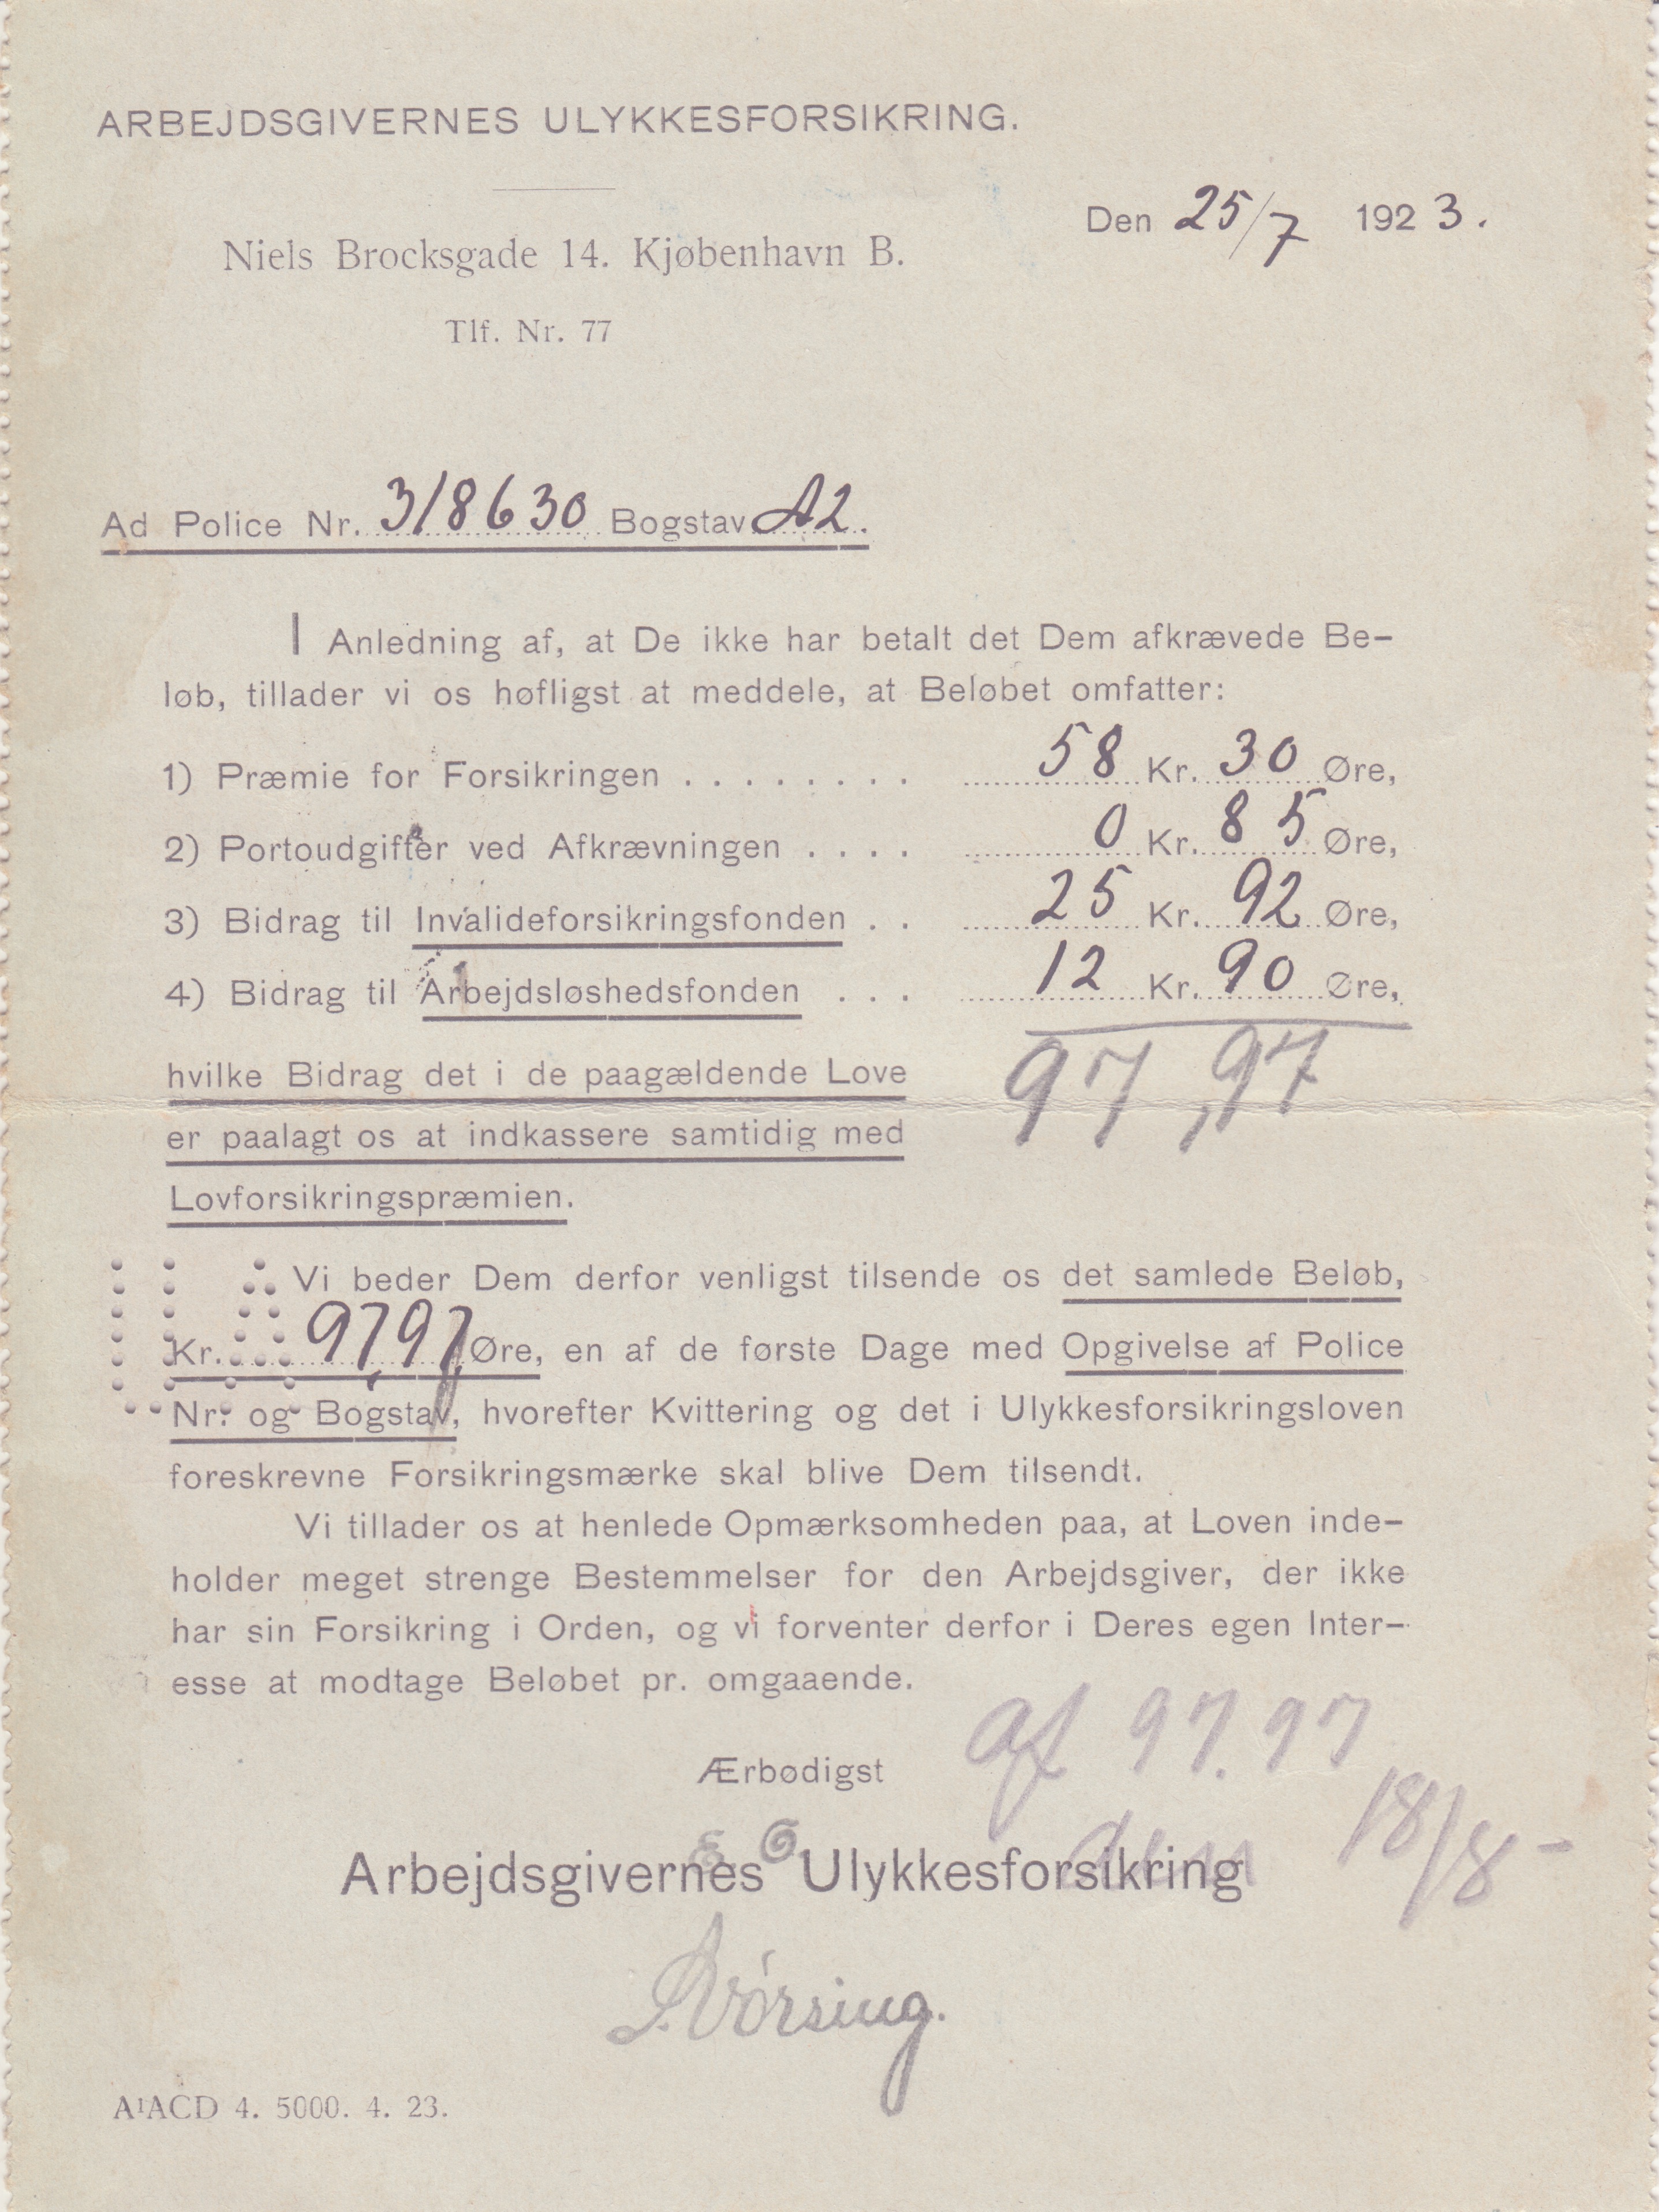 ARBEJDSGIVERNES ULYKKESFORSIKRING.
Den 25/7 1923.
Niels Brocksgade 14. Kjøbenhavn B.
Tlf. Nr. 77
Ad Police Nr. 318630 Bogstav A2.
I Anledning af, at De ikke har betalt det Dem afkrævede Be-
løb, tillader vi os høfligst at meddele, at Beløbet omfatter:
1) Præmie for Forsikringen . . . . . . . . 58 Kr. 30 Øre,
2) Portoudgifter ved Afkrævningen . . . . 0 Kr. 85 Øre,
3) Bidrag til Invalideforsikringsfonden . . 25 Kr. 92 Øre,
4) Bidrag til Arbejdsløshedsfonden . . . 12 Kr. 90 Øre,
97,97
hvilke Bidrag det i de paagældende Love
er paalagt os at indkassere samtidig med
Lovforsikringspræmien.
Vi beder Dem derfor venligst tilsende os det samlede Beløb,
Kr. 97,97 Øre, en af de første Dage med Opgivelse af Police
Nr. og Bogstav, hvorefter Kvittering og det i Ulykkesforsikringsloven
foreskrevne Forsikringsmærke skal blive Dem tilsendt.
Vi tillader os at henlede Opmærksomheden paa, at Loven inde-
holder meget strenge Bestemmelser for den Arbejdsgiver, der ikke
har sin Forsikring i Orden, og vi forventer derfor i Deres egen Inter-
esse at modtage Beløbet pr. omgaaende.
af 97.97
Ærbødigst
18/8-
E O.
Arbejdsgivernes Ulykkesforsikring
A¹ACD 4. 5000. 4. 23.